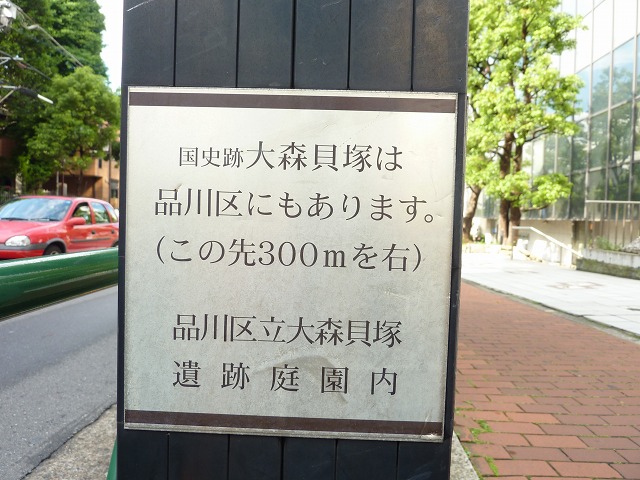 国史跡大森貝塚は
品川区にもあります。
(この先300mを右)
品川区立大森貝塚
遺跡庭園内